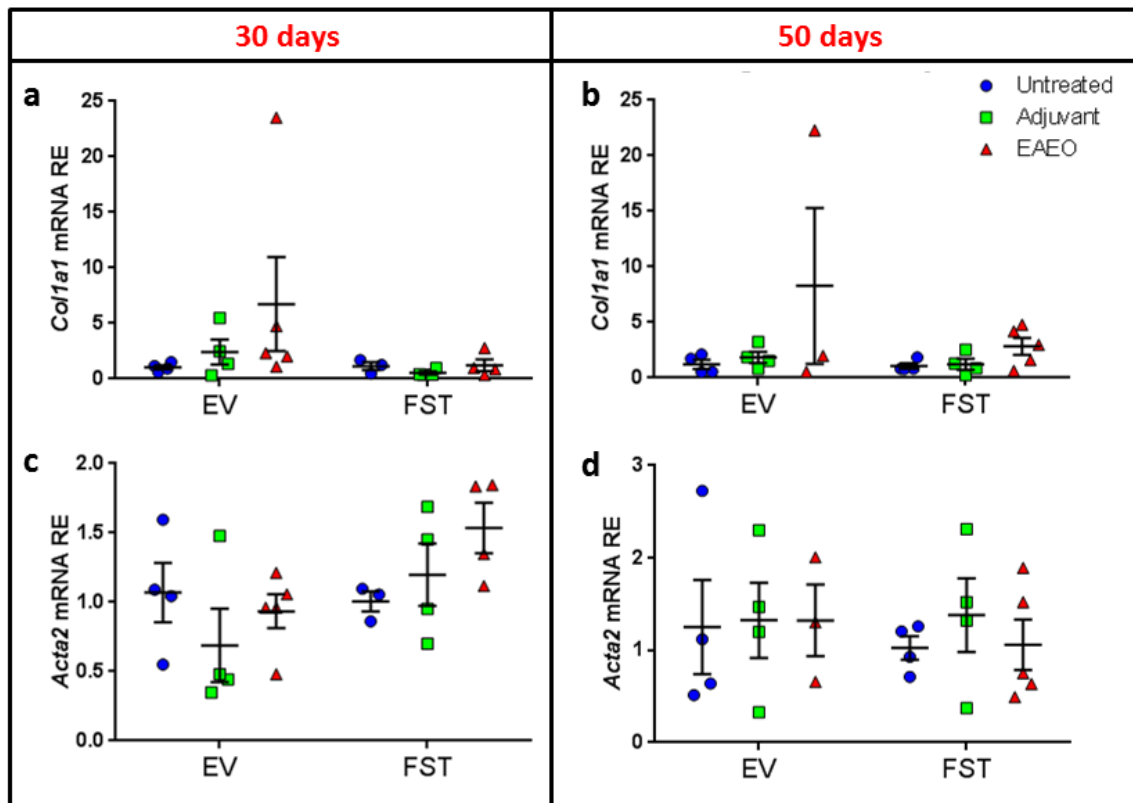 30 days
50 days
a
25
20
15
10
5
0
Col1a1 mRNA RE
EV
FST
b
25
20
15
10
5
0
Col1a1 mRNA RE
EV
FST
Untreated
Adjuvant
EAEO
c
2.0
1.5
1.0
0.5
0.0
Acta2 mRNA RE
EV
FST
d
3
2
1
0
Acta2 mRNA RE
EV
FST